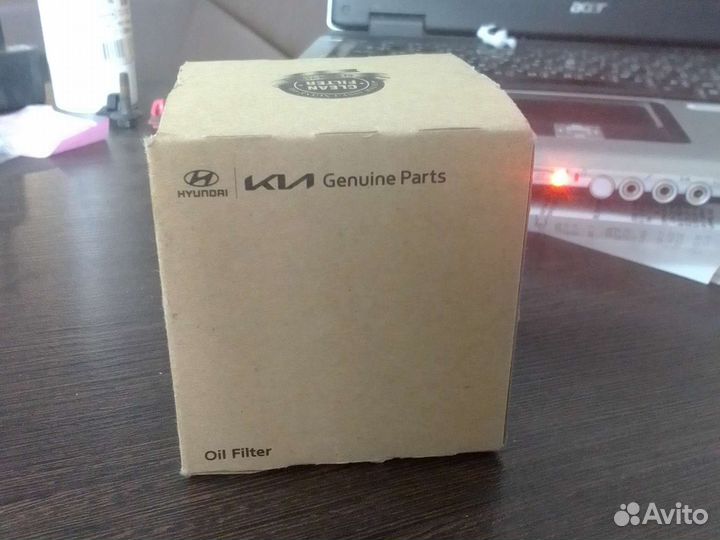 acer
CLEAN
FILTER
HYUNDAI
KIA Genuine Parts
Oil Filter
Avito